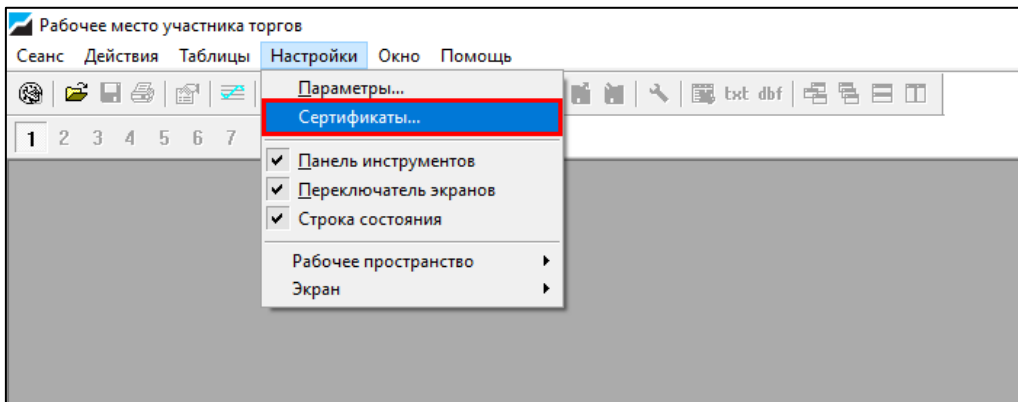 Рабочее место участника торгов
Сеанс Действия Таблицы Настройки Окно Помощь
Параметры...
txt dbf
Сертификаты...
1 2 3 4 5 6 7
Панель инструментов
Переключатель экранов
Строка состояния
Рабочее пространство
Экран